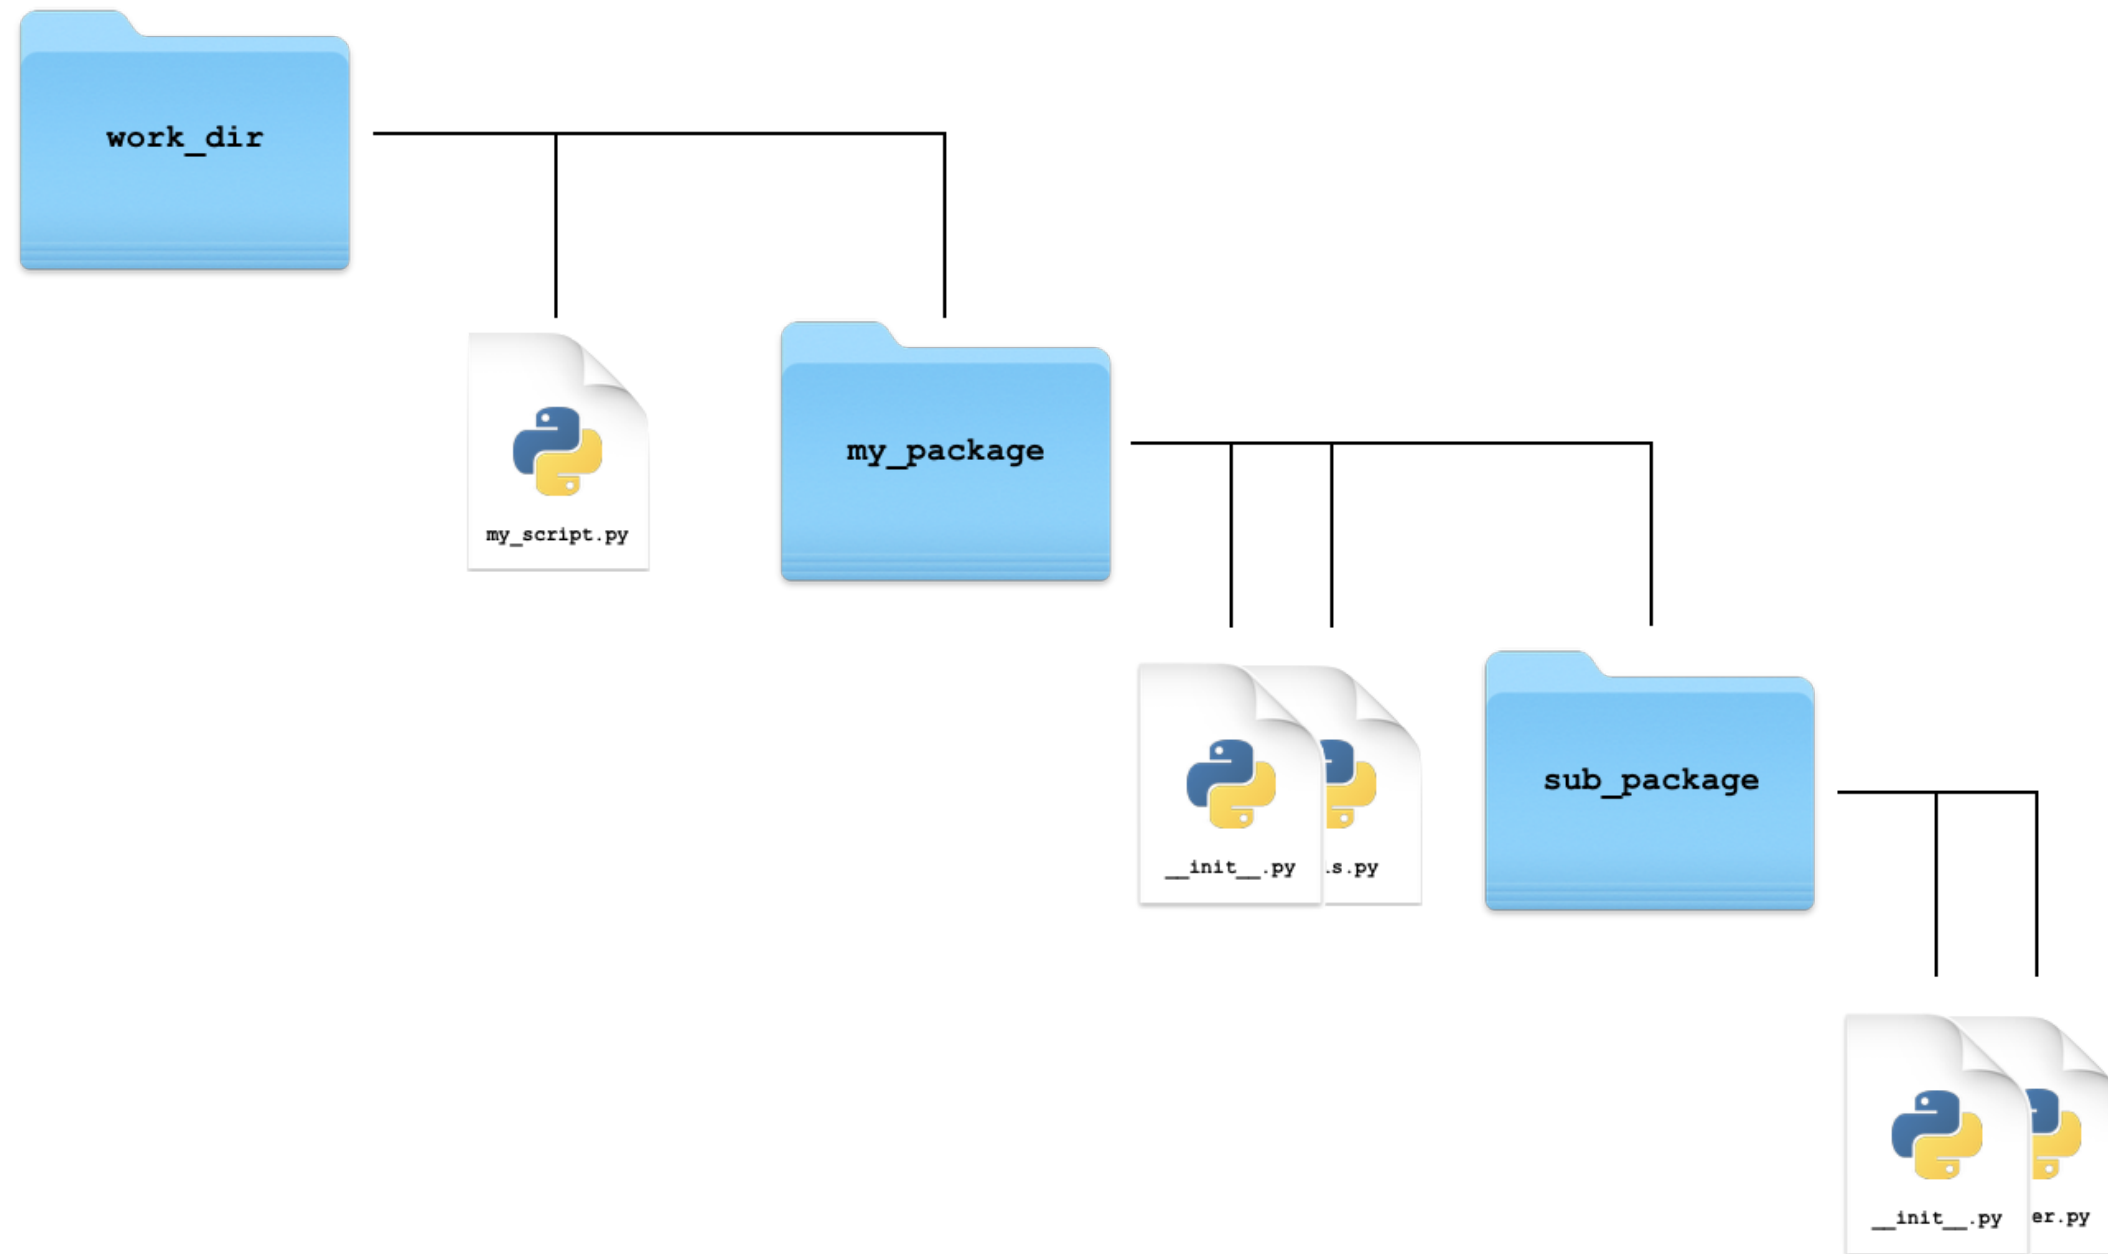 work_dir
my_script.py
my_package
__init__.py
s.py
sub_package
__init__.py
er.py